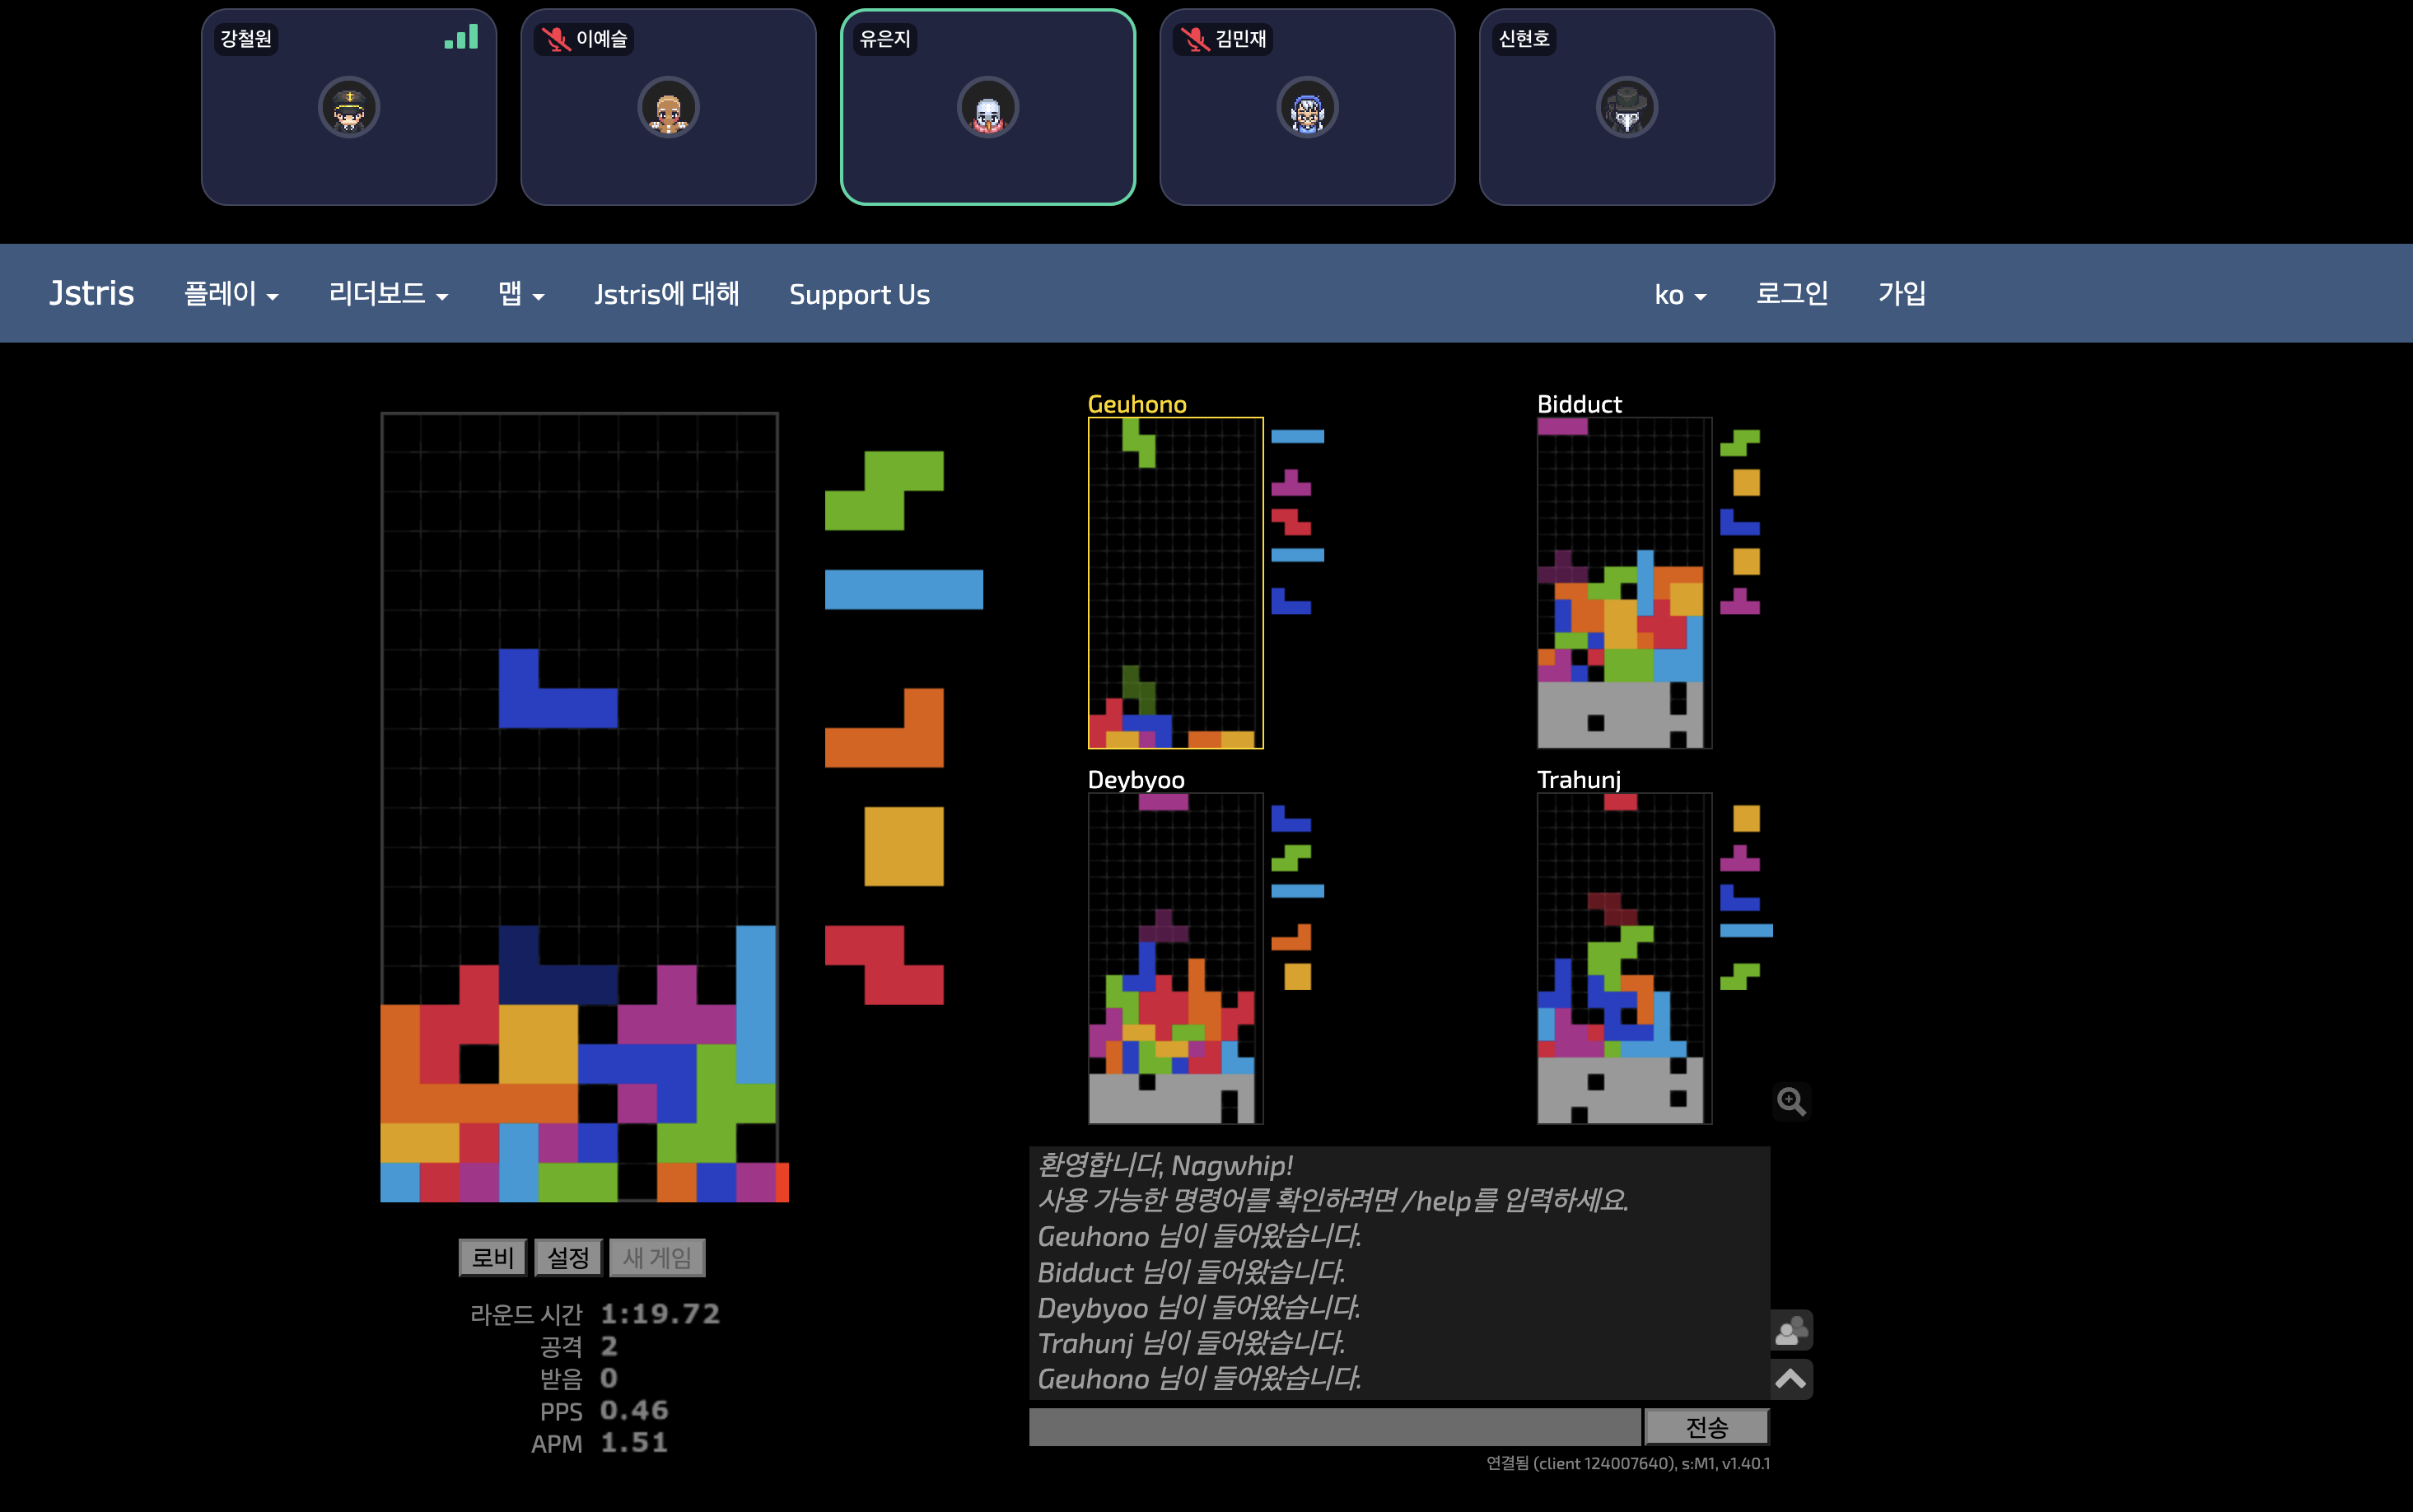 강철원
이예슬
유은지
김민재
신현호
Jstris 플레이 리더보드 맵 Jstris에 대해 Support Us ko 로그인 가입
Geuhono
Bidduct
Deybyoo
Trahunj
로비 설정 새 게임
라운드 시간 1:19.72
공격 2
받음 0
PPS 0.46
APM 1.51
환영합니다, Nagwhip!
사용 가능한 명령어를 확인하려면 /help를 입력하세요.
Geuhono 님이 들어왔습니다.
Bidduct 님이 들어왔습니다.
Deybyoo 님이 들어왔습니다.
Trahunj 님이 들어왔습니다.
Geuhono 님이 들어왔습니다.
전송
연결됨 (client 124007640), s:M1, v1.40.1